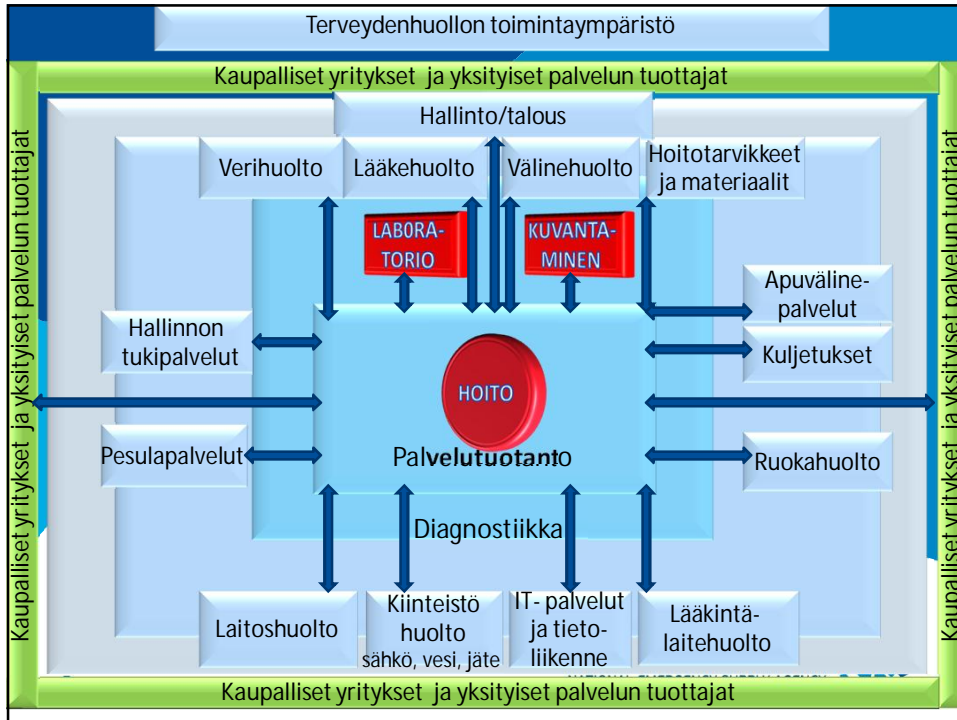 Terveydenhuollon toimintaympäristö
Kaupalliset yritykset ja yksityiset palvelun tuottajat
Kaupalliset yritykset ja yksityiset palvelun tuottajat
Kaupalliset yritykset ja yksityiset palvelun tuottajat
Hallinto/talous
Verihuolto
Lääkehuolto
Välinehuolto
Hoitotarvikkeet
ja materiaalit
LABORA-
TORIO
KUVANTA-
MINEN
Apuväline-
palvelut
Hallinnon
tukipalvelut
Kuljetukset
HOITO
Pesulapalvelut
Palvelutuotanto
Ruokahuolto
Diagnostiikka
Laitoshuolto
Kiinteistö
huolto
sähkö, vesi, jäte
IT- palvelut
ja tieto-
liikenne
Lääkintä-
laitehuolto
Kaupalliset yritykset ja yksityiset palvelun tuottajat